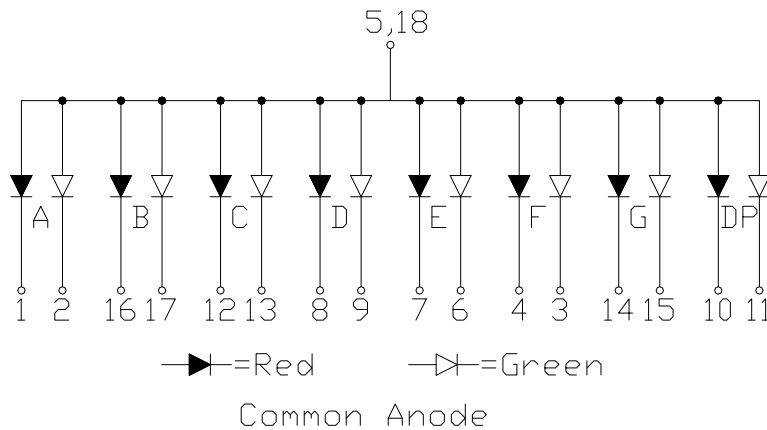 5,18
A B C D E F G DP
1 2 16 17 12 13 8 9 7 6 4 3 14 15 10 11
=Red =Green
Common Anode